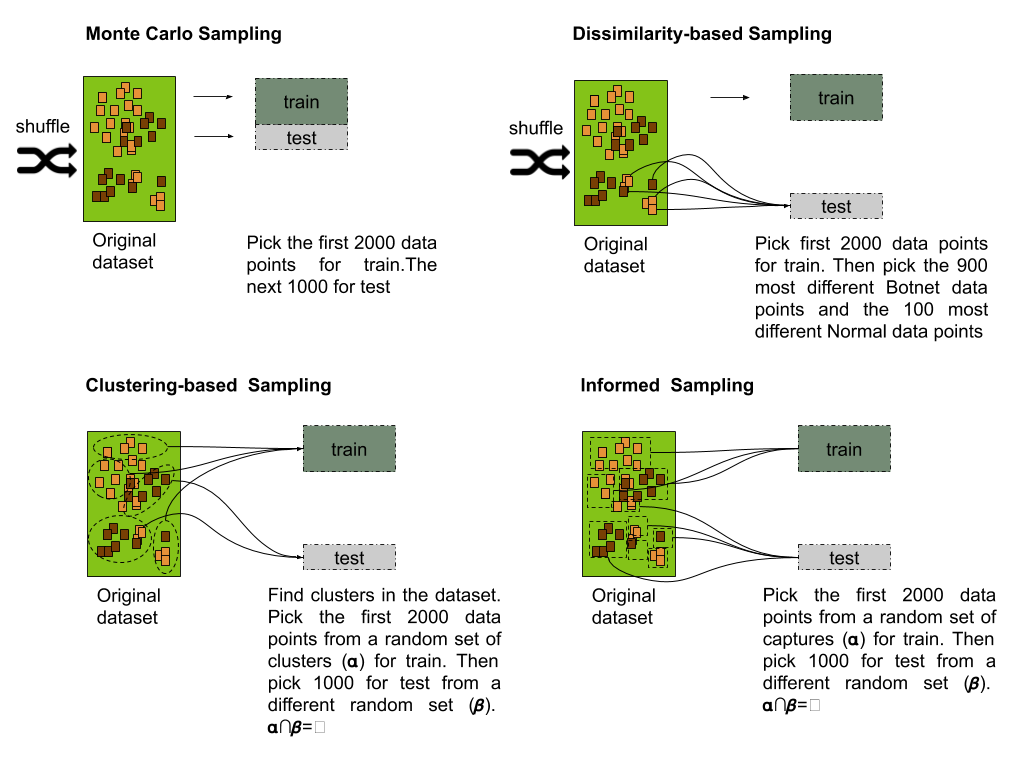 Monte Carlo Sampling
shuffle
train
test
Original
dataset
Pick the first 2000 data
points for train.The
next 1000 for test
Dissimilarity-based Sampling
shuffle
train
test
Original
dataset
Pick first 2000 data points
for train. Then pick the 900
most different Botnet data
points and the 100 most
different Normal data points
Clustering-based Sampling
train
test
Original
dataset
Find clusters in the dataset.
Pick the first 2000 data
points from a random set of
clusters (α) for train. Then
pick 1000 for test from a
different random set (β).
α∩β=□
Informed Sampling
train
test
Original
dataset
Pick the first 2000 data
points from a random set of
captures (α) for train. Then
pick 1000 for test from a
different random set (β).
α∩β=□